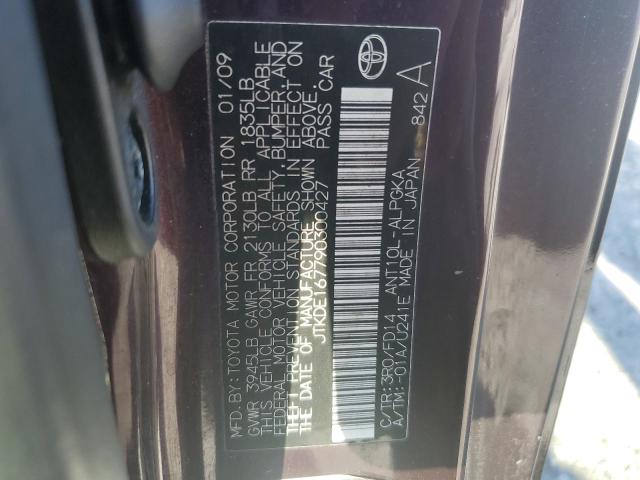 MFD.BY:TOYOTA MOTOR CORPORATION 01/09
GVWR 3945LB GAWR FR 2130LB RR 1835LB
THIS VEHICLE CONFORMS TO ALL APPLICABLE
FEDERAL MOTOR VEHICLE SAFETY, BUMPER, AND
THEFT PREVENTION STANDARDS IN EFFECT ON
THE DATE OF MANUFACTURE SHOWN ABOVE.
JTKDE167790300427 PASS CAR
C/TR:3R0/FD14 ANT10L-ALPGKA 842 A
A/TM:-01A/U241E MADE IN JAPAN